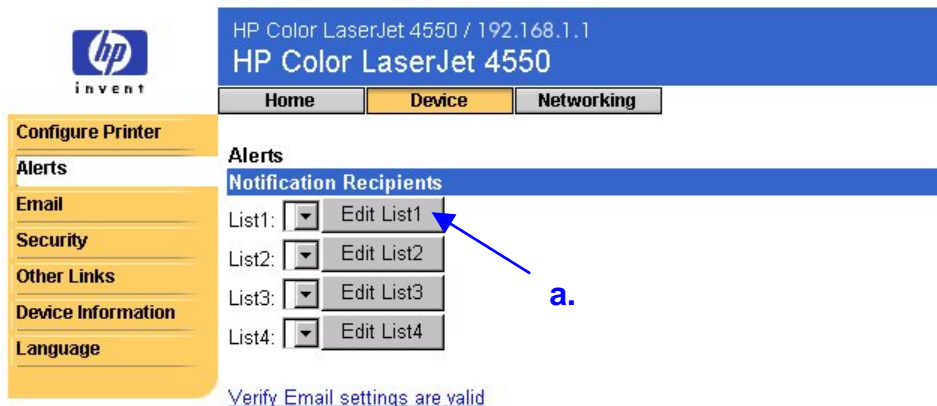 hp
invent
HP Color LaserJet 4550 / 192.168.1.1
HP Color LaserJet 4550
Home Device Networking
Configure Printer
Alerts
Email
Security
Other Links
Device Information
Language
Alerts
Notification Recipients
List1: Edit List1
List2: Edit List2
List3: Edit List3
List4: Edit List4
a.
Verify Email settings are valid